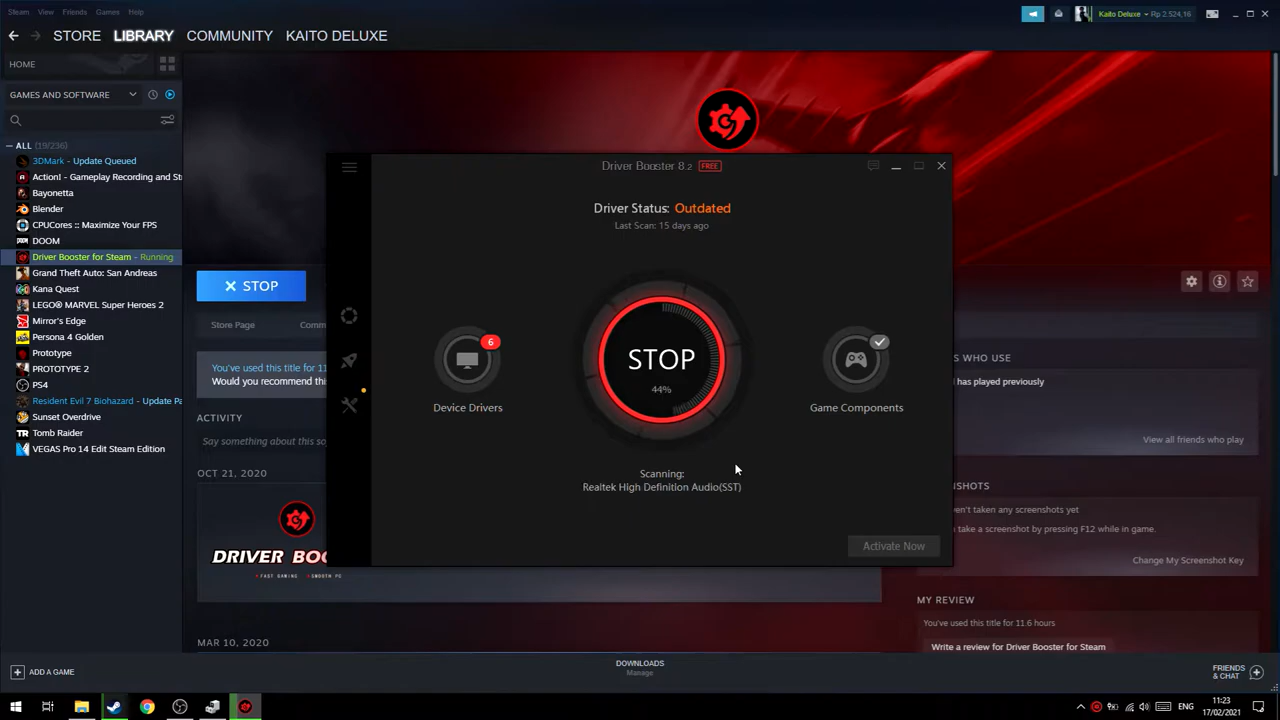 Steam View Friends Games Help
Kaito Deluxe Rp 2.524,16
STORE LIBRARY COMMUNITY KAITO DELUXE
HOME
GAMES AND SOFTWARE
ALL (19/236)
3DMark - Update Queued
Action! - Gameplay Recording and St
Bayonetta
Blender
CPUCores :: Maximize Your FPS
DOOM
Driver Booster for Steam - Running
Grand Theft Auto: San Andreas
Kana Quest
LEGO® MARVEL Super Heroes 2
Mirror's Edge
Persona 4 Golden
Prototype
PROTOTYPE 2
PS4
Resident Evil 7 Biohazard - Update Pa
Sunset Overdrive
Tomb Raider
VEGAS Pro 14 Edit Steam Edition
STOP
Store Page Comm
You've used this title for 11
Would you recommend this
ACTIVITY
Say something about this so
OCT 21, 2020
DRIVER BOO
FAST GAMING SMOOTH PC
MAR 10, 2020
Driver Booster 8.2 FREE
Driver Status: Outdated
Last Scan: 15 days ago
6
STOP
44%
Device Drivers
Game Components
Scanning:
Realtek High Definition Audio(SST)
Activate Now
S WHO USE
d has played previously
View all friends who play
SHOTS
en't taken any screenshots yet
n take a screenshot by pressing F12 while in game.
Change My Screenshot Key
MY REVIEW
You've used this title for 11.6 hours
Write a review for Driver Booster for Steam
ADD A GAME
DOWNLOADS
Manage
FRIENDS
& CHAT
ENG
11:23
17/02/2021